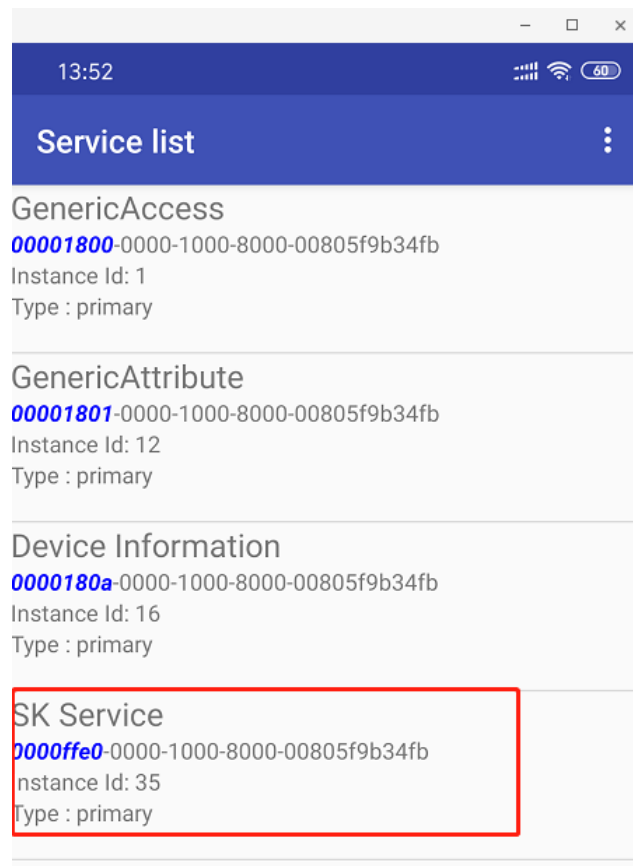 13:52
60
Service list
GenericAccess
00001800-0000-1000-8000-00805f9b34fb
Instance Id: 1
Type : primary
GenericAttribute
00001801-0000-1000-8000-00805f9b34fb
Instance Id: 12
Type : primary
Device Information
0000180a-0000-1000-8000-00805f9b34fb
Instance Id: 16
Type : primary
SK Service
0000ffe0-0000-1000-8000-00805f9b34fb
Instance Id: 35
Type : primary